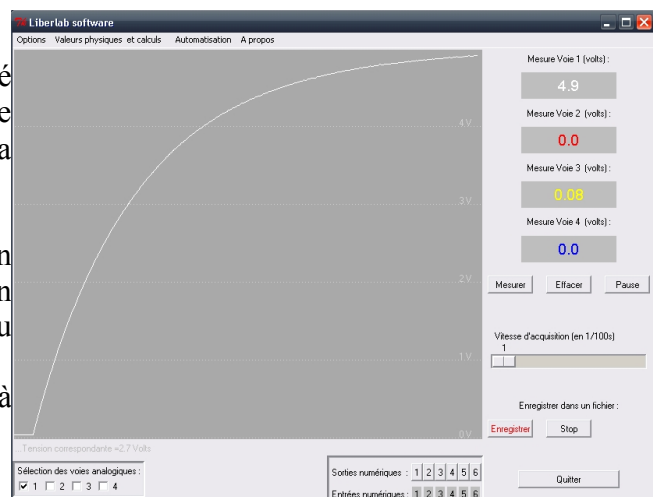 Liberlab software
Options Valeurs physiques et calculs Automatisation A propos
Mesure Voie 1 (volts) :
4.9
Mesure Voie 2 (volts) :
0.0
Mesure Voie 3 (volts) :
0.08
Mesure Voie 4 (volts) :
0.0
Mesurer Effacer Pause
Vitesse d'acquisition (en 1/100s)
1
Enregistrer dans un fichier :
Enregistrer Stop
Quitter
4 V
3 V
2 V
1 V
0 V
...Tension correspondante =2.7 Volts
Sélection des voies analogiques :
1 2 3 4
Sorties numériques : 1 2 3 4 5 6
Entrées numériques : 1 2 3 4 5 6
é
e
a
n
n
u
à